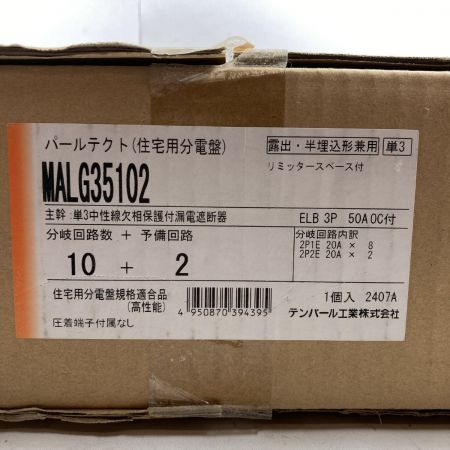 パールテクト(住宅用分電盤)
露出・半埋込形兼用 単3
MALG35102
リミッタースペース付
主幹:単3中性線欠相保護付漏電遮断器
ELB 3P 50A OC付
分岐回路数 + 予備回路
10 + 2
分岐回路内訳
2P1E 20A × 8
2P2E 20A × 2
住宅用分電盤規格適合品
(高性能)
圧着端子付属なし
4 950870 394395
1個入 2407A
テンパール工業株式会社